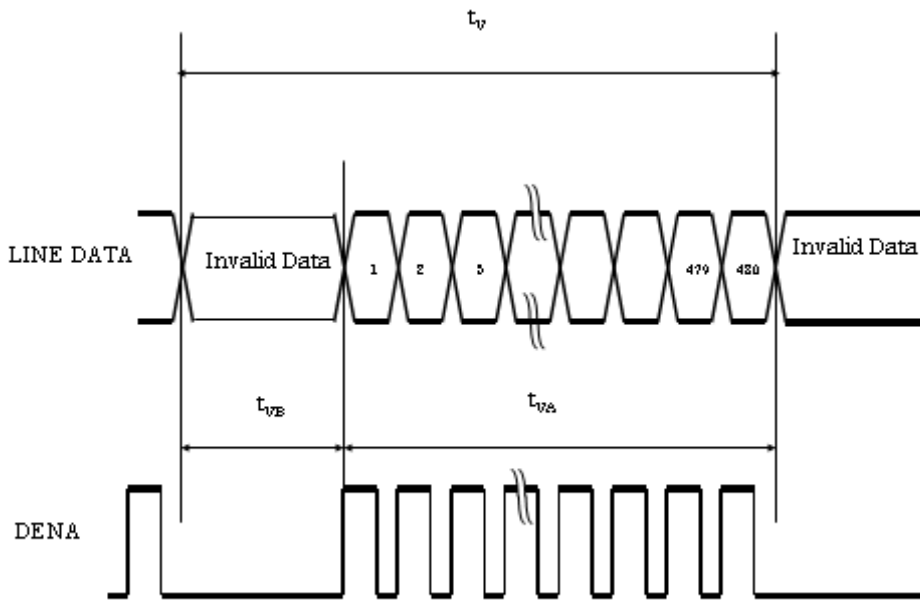 tV
LINE DATA
Invalid Data
1
2
3
479
480
Invalid Data
tVB
tVA
DENA